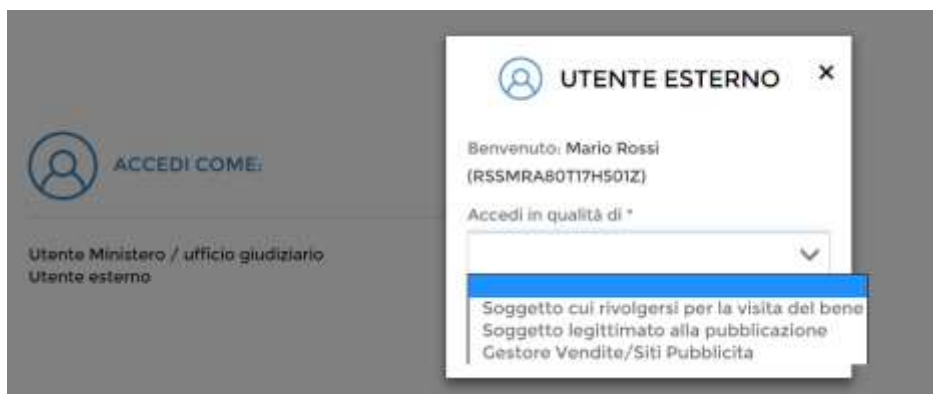 ACCEDI COME:
Utente Ministero / ufficio giudiziario
Utente esterno
UTENTE ESTERNO ×
Benvenuto: Mario Rossi
(RSSMRA80T17H501Z)
Accedi in qualità di *
Soggetto cui rivolgersi per la visita del bene
Soggetto legittimato alla pubblicazione
Gestore Vendite/Siti Pubblicita